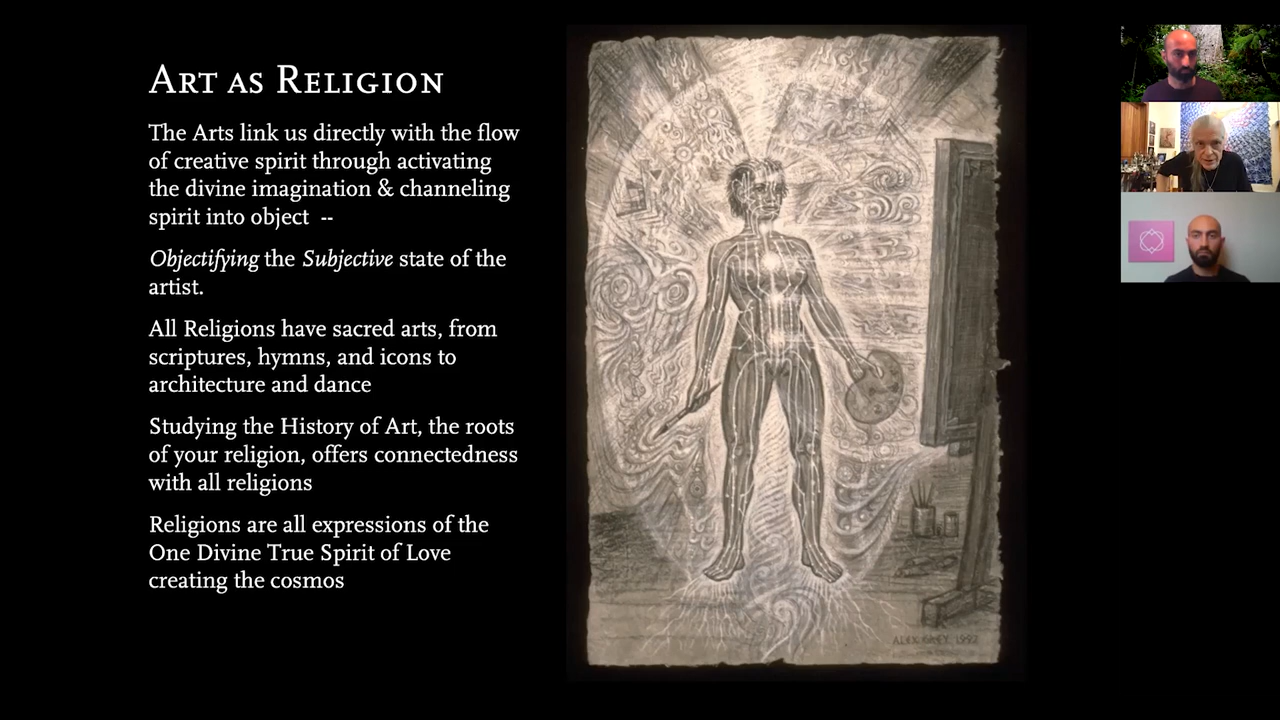 Art as Religion
The Arts link us directly with the flow
of creative spirit through activating
the divine imagination & channeling
spirit into object --
Objectifying the Subjective state of the
artist.
All Religions have sacred arts, from
scriptures, hymns, and icons to
architecture and dance
Studying the History of Art, the roots
of your religion, offers connectedness
with all religions
Religions are all expressions of the
One Divine True Spirit of Love
creating the cosmos
ALEX GREY 1992